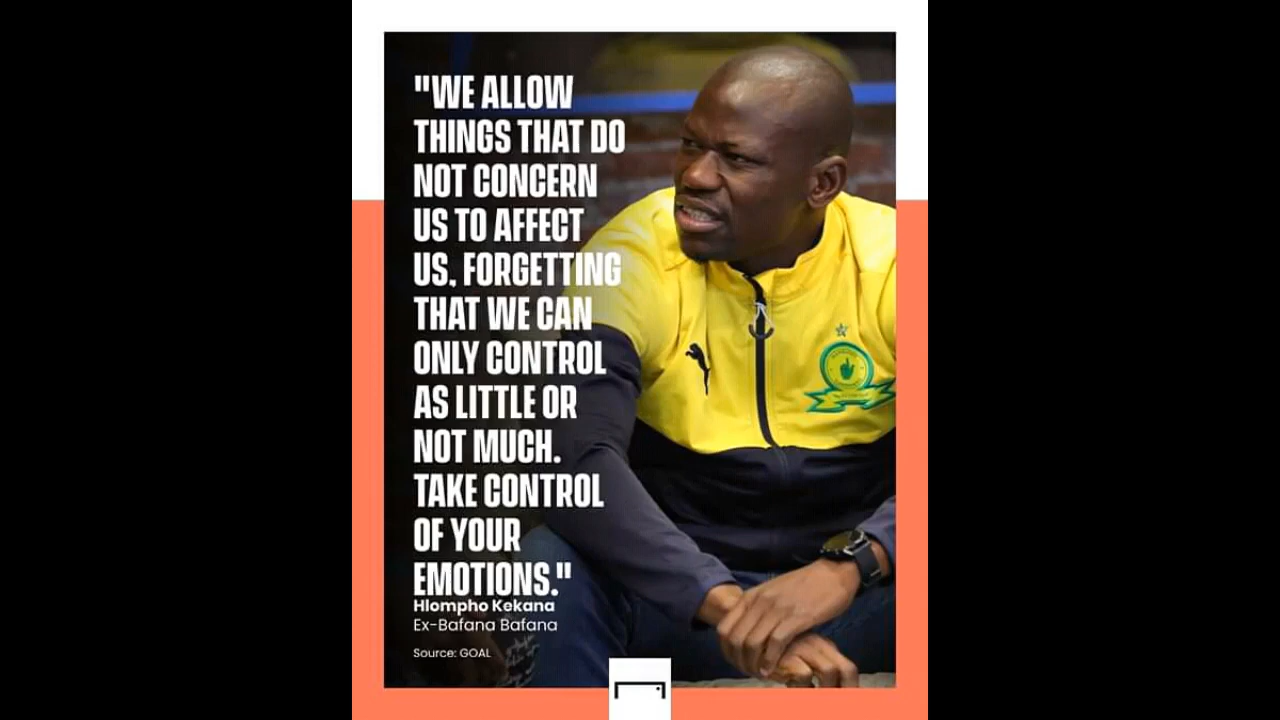 "WE ALLOW
THINGS THAT DO
NOT CONCERN
US TO AFFECT
US, FORGETTING
THAT WE CAN
ONLY CONTROL
AS LITTLE OR
NOT MUCH.
TAKE CONTROL
OF YOUR
EMOTIONS."
Hlompho Kekana
Ex-Bafana Bafana
Source: GOAL